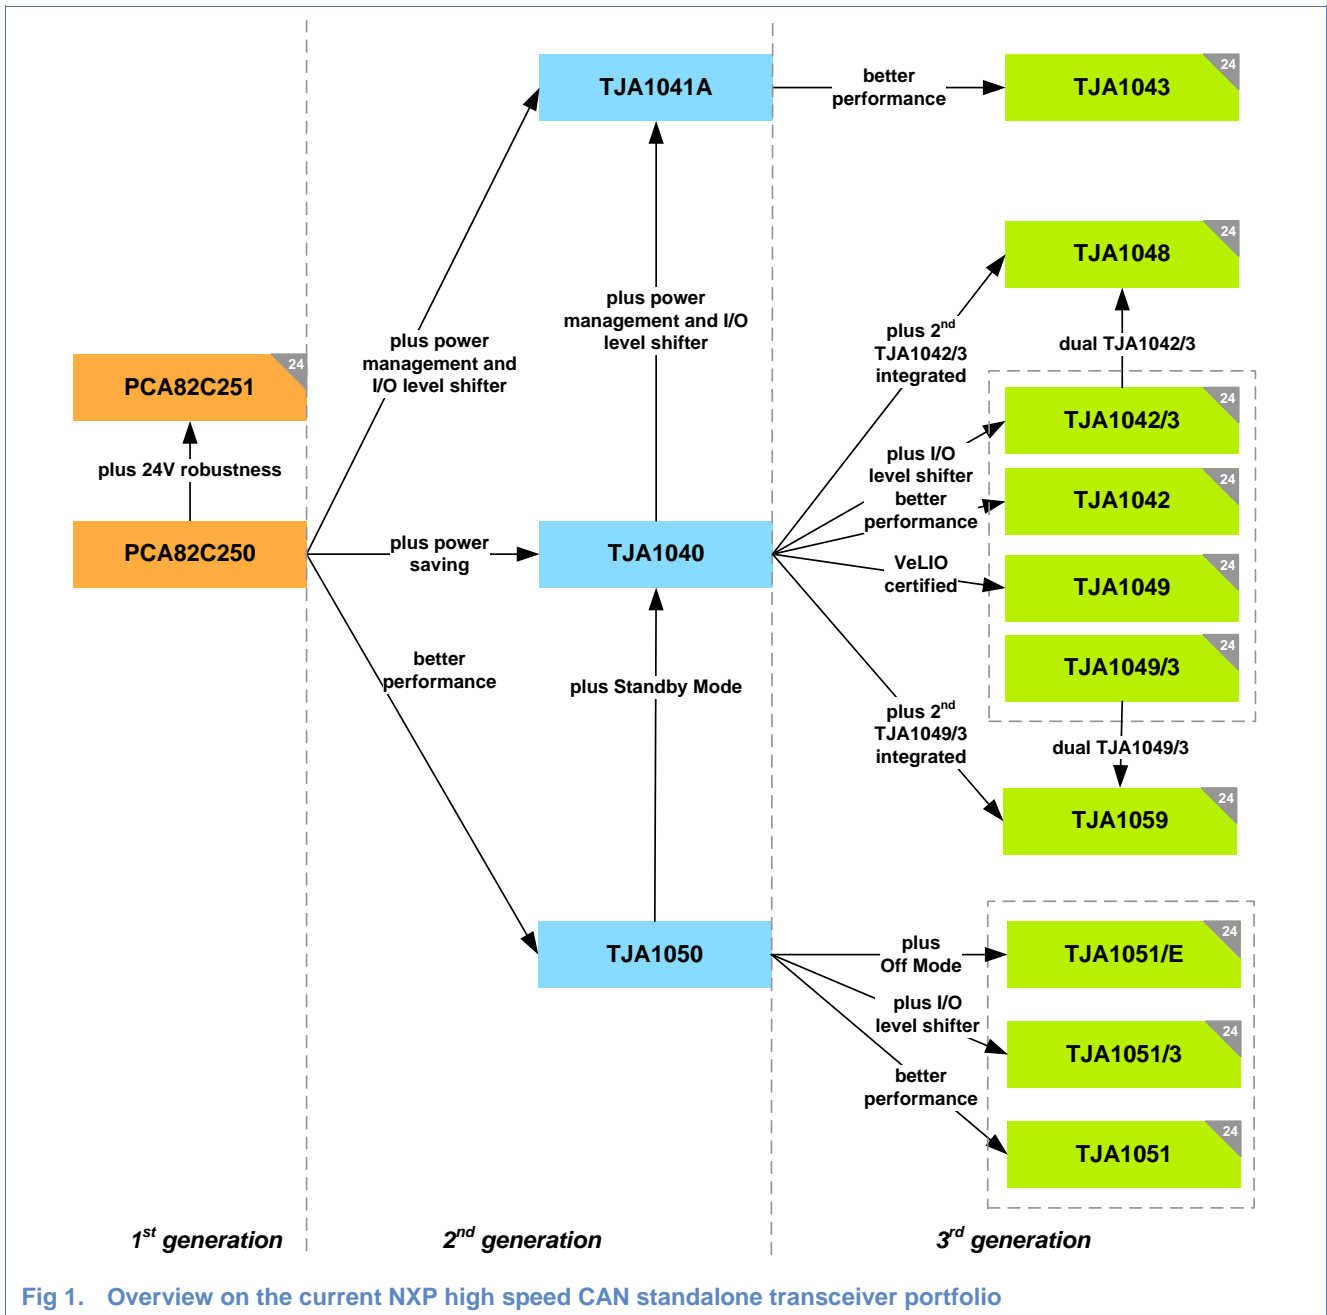 TJA1041A
better
performance
TJA1043
24
TJA1048
24
plus power
management and I/O
level shifter
plus power
management and
I/O level shifter
plus 2nd
TJA1042/3
integrated
dual TJA1042/3
PCA82C251
24
plus 24V robustness
PCA82C250
plus power
saving
TJA1040
TJA1042/3
24
plus I/O
level shifter
better
performance
TJA1042
24
VeLIO
certified
TJA1049
24
TJA1049/3
24
better
performance
plus Standby Mode
plus 2nd
TJA1049/3
integrated
dual TJA1049/3
TJA1059
24
TJA1050
plus
Off Mode
TJA1051/E
24
plus I/O
level shifter
TJA1051/3
24
better
performance
TJA1051
24
1st generation
2nd generation
3rd generation
Fig 1. Overview on the current NXP high speed CAN standalone transceiver portfolio